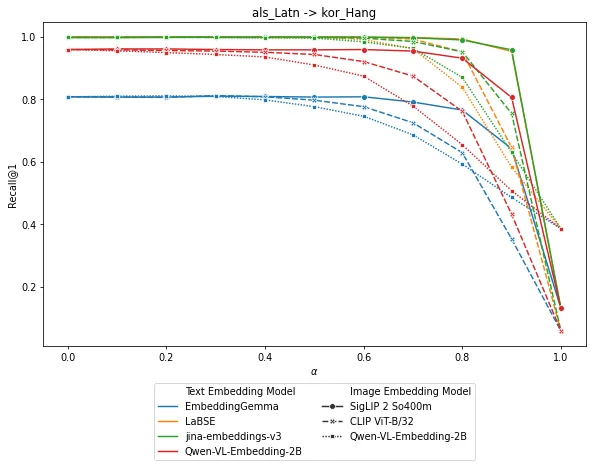 als_Latn -> kor_Hang
Recall@1
1.0
0.8
0.6
0.4
0.2
0.0 0.2 0.4 0.6 0.8 1.0
α
Text Embedding Model
EmbeddingGemma
LaBSE
jina-embeddings-v3
Qwen-VL-Embedding-2B
Image Embedding Model
SigLIP 2 So400m
CLIP ViT-B/32
Qwen-VL-Embedding-2B